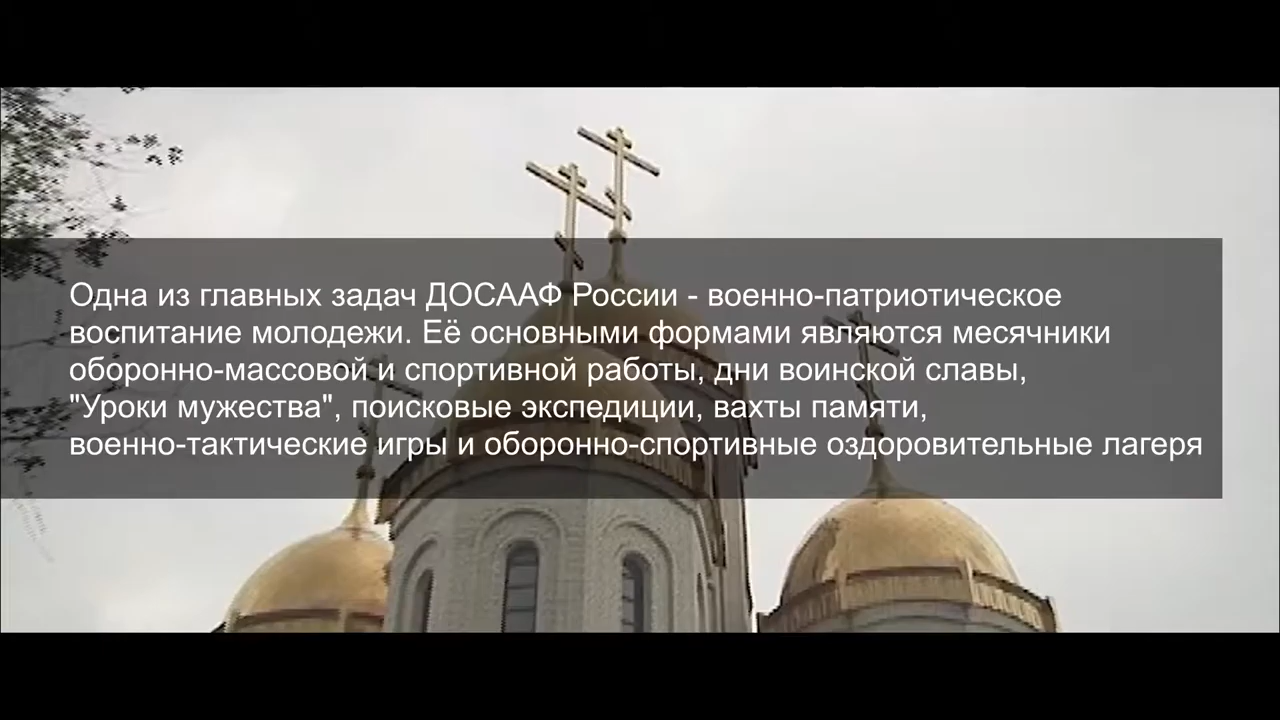 Одна из главных задач ДОСААФ России - военно-патриотическое
воспитание молодежи. Её основными формами являются месячники
оборонно-массовой и спортивной работы, дни воинской славы,
"Уроки мужества", поисковые экспедиции, вахты памяти,
военно-тактические игры и оборонно-спортивные оздоровительные лагеря